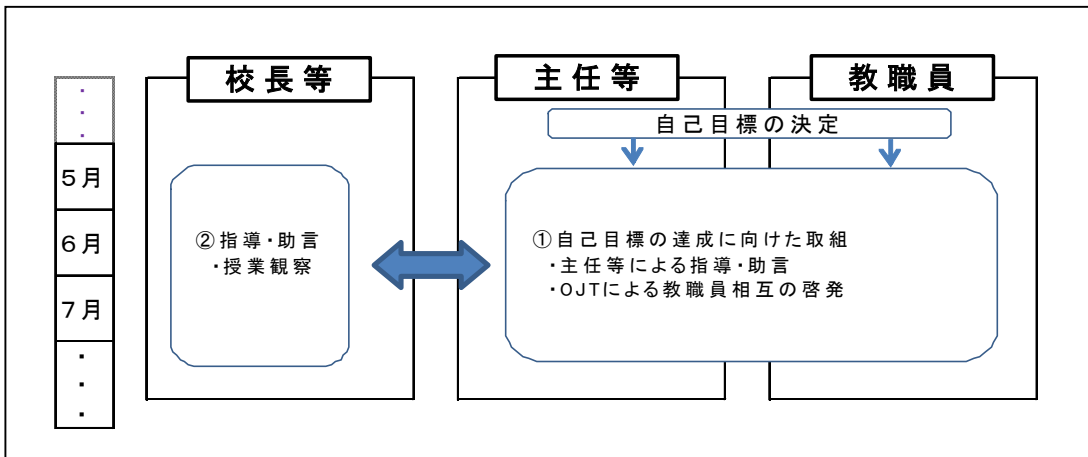 校長等
主任等
教職員
自己目標の決定
5月
6月
7月
②指導・助言
・授業観察
①自己目標の達成に向けた取組
・主任等による指導・助言
・OJTによる教職員相互の啓発